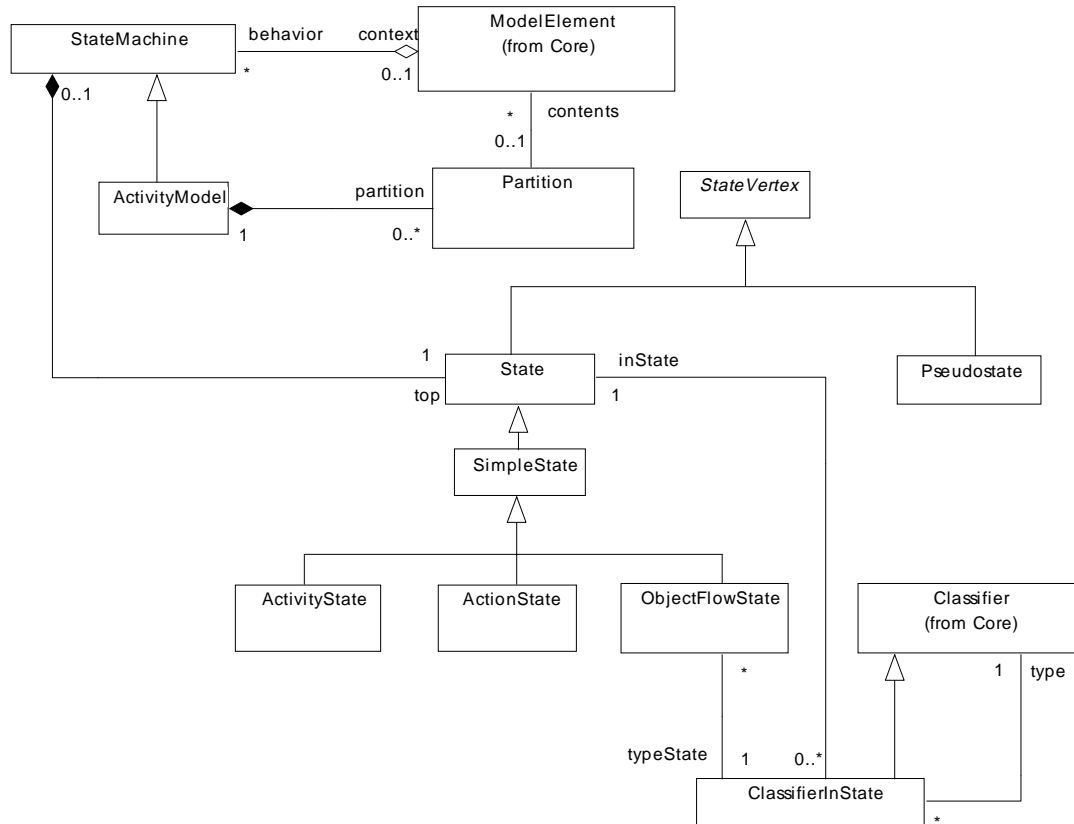 ModelElement
(from Core)
StateMachine
behavior
context
*
0..1
0..1
*
contents
0..1
Partition
ActivityModel
partition
1
0..*
StateVertex
1
State
inState
Pseudostate
top
1
SimpleState
ActivityState
ActionState
ObjectFlowState
Classifier
(from Core)
*
1
type
typeState
1
0..*
ClassifierInState
*